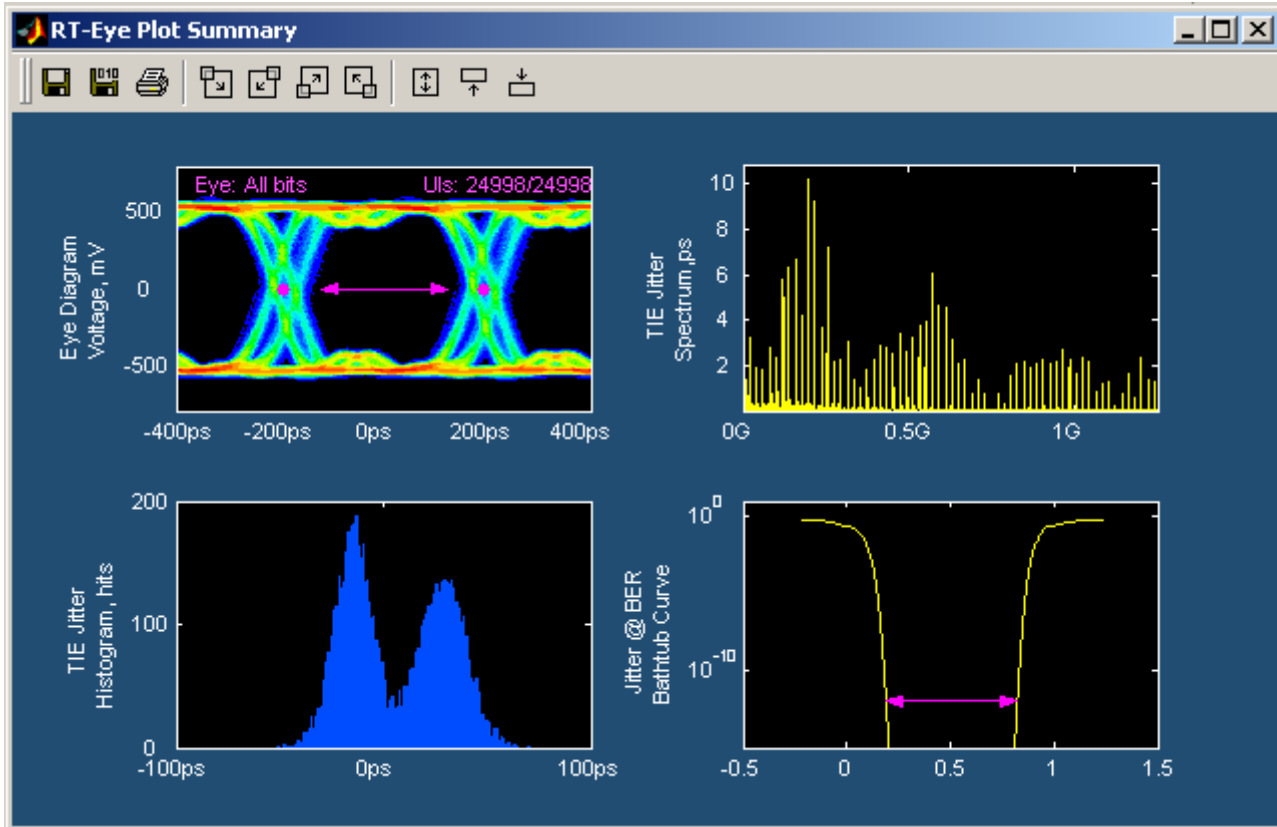 RT-Eye Plot Summary
010
Eye: All bits UIs: 24998/24998
500
0
-500
Eye Diagram
Voltage, mV
-400ps -200ps 0ps 200ps 400ps
10
8
6
4
2
TIE Jitter
Spectrum,ps
0G 0.5G 1G
200
100
0
TIE Jitter
Histogram, hits
-100ps 0ps 100ps
10^0
10^-10
Jitter @ BER
Bathtub Curve
-0.5 0 0.5 1 1.5